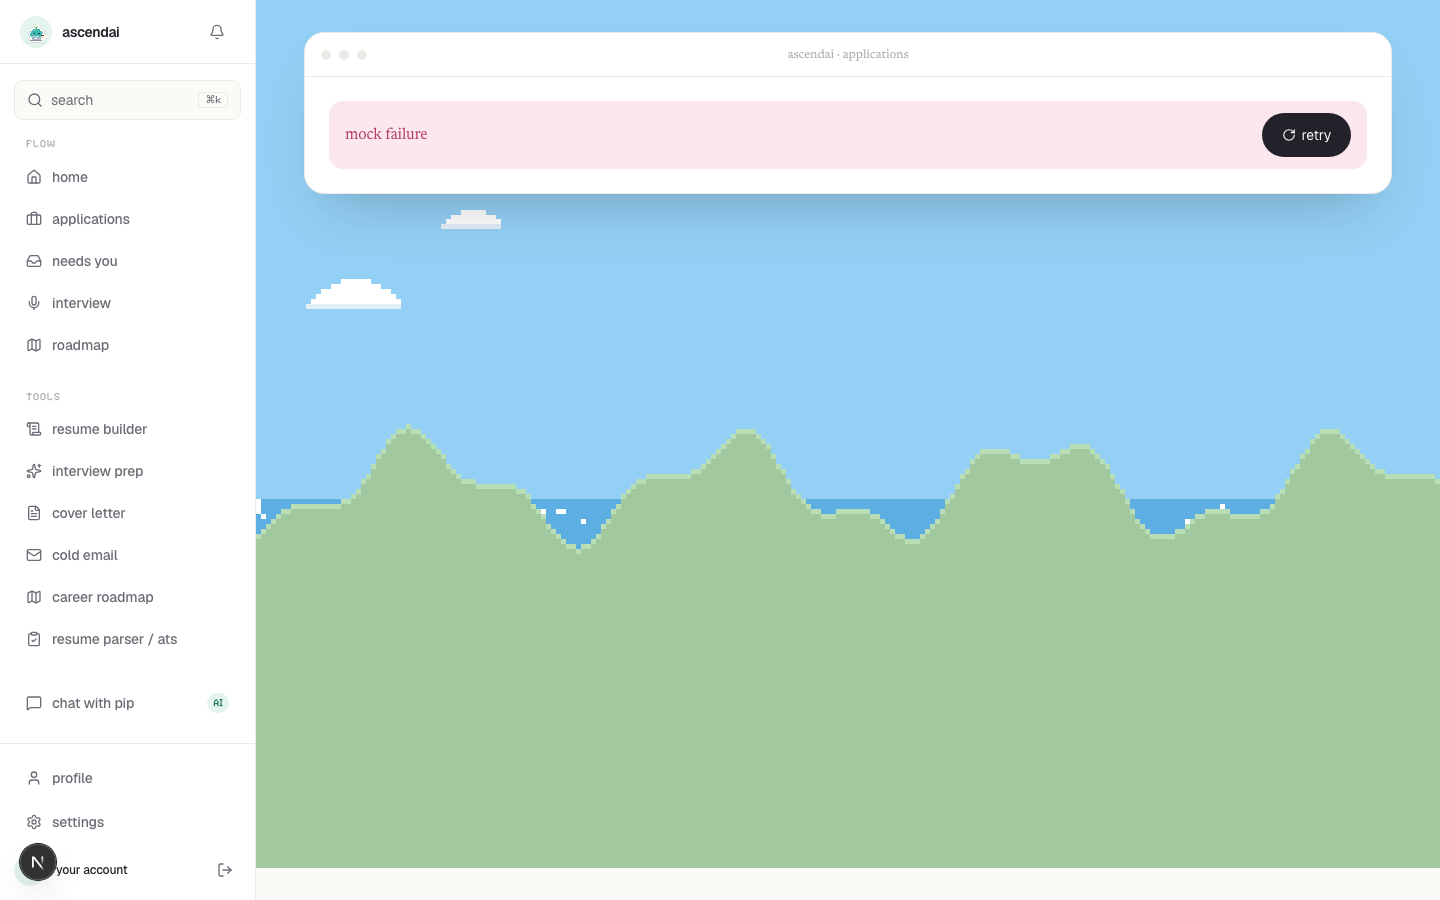 ascendai
search
⌘k
FLOW
home
applications
needs you
interview
roadmap
TOOLS
resume builder
interview prep
cover letter
cold email
career roadmap
resume parser / ats
chat with pip
AI
profile
settings
N
your account
ascendai · applications
mock failure
retry